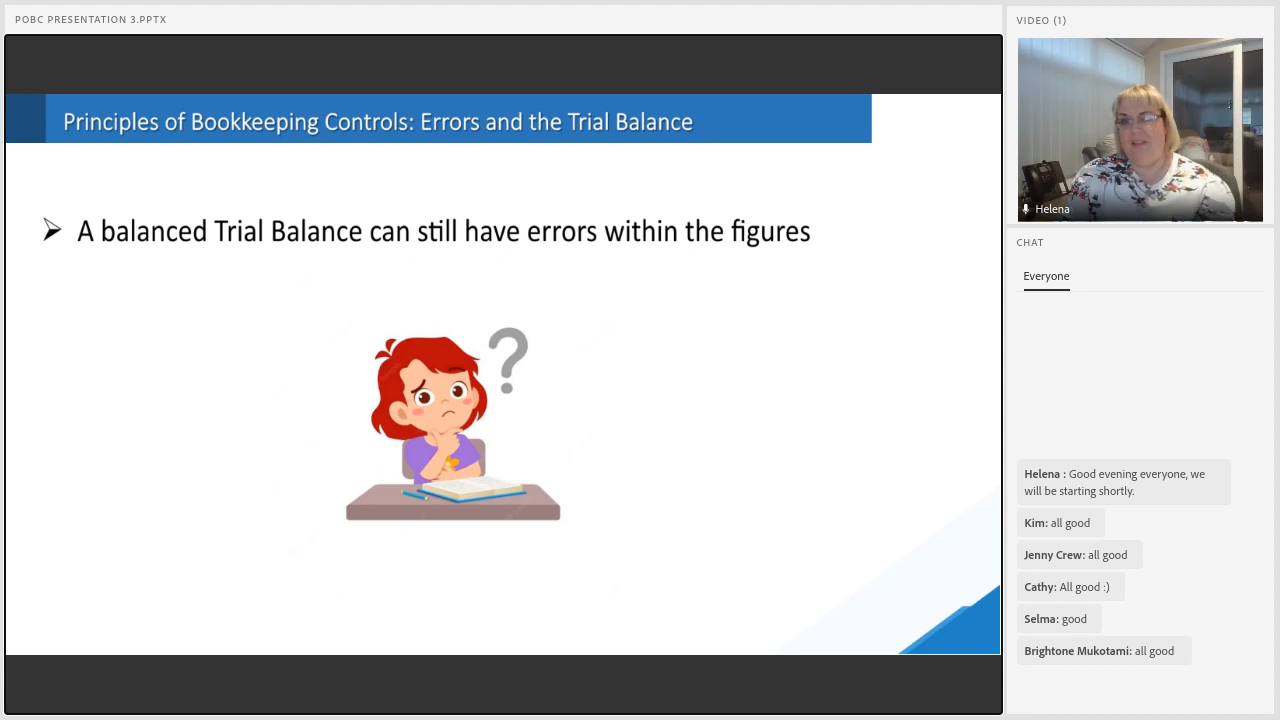 POBC PRESENTATION 3.PPTX
Principles of Bookkeeping Controls: Errors and the Trial Balance
➢ A balanced Trial Balance can still have errors within the figures
?
VIDEO (1)
Helena
CHAT
Everyone
Helena : Good evening everyone, we
will be starting shortly.
Kim: all good
Jenny Crew: all good
Cathy: All good :)
Selma: good
Brightone Mukotami: all good